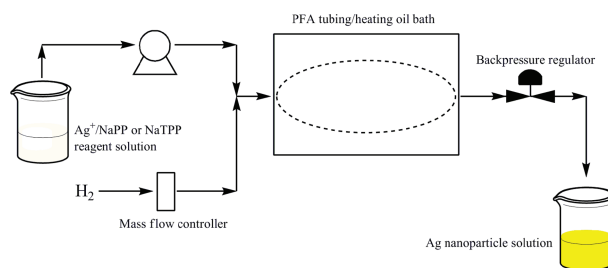 PFA tubing/heating oil bath
Backpressure regulator
Ag⁺/NaPP or NaTPP
reagent solution
H₂
Mass flow controller
Ag nanoparticle solution